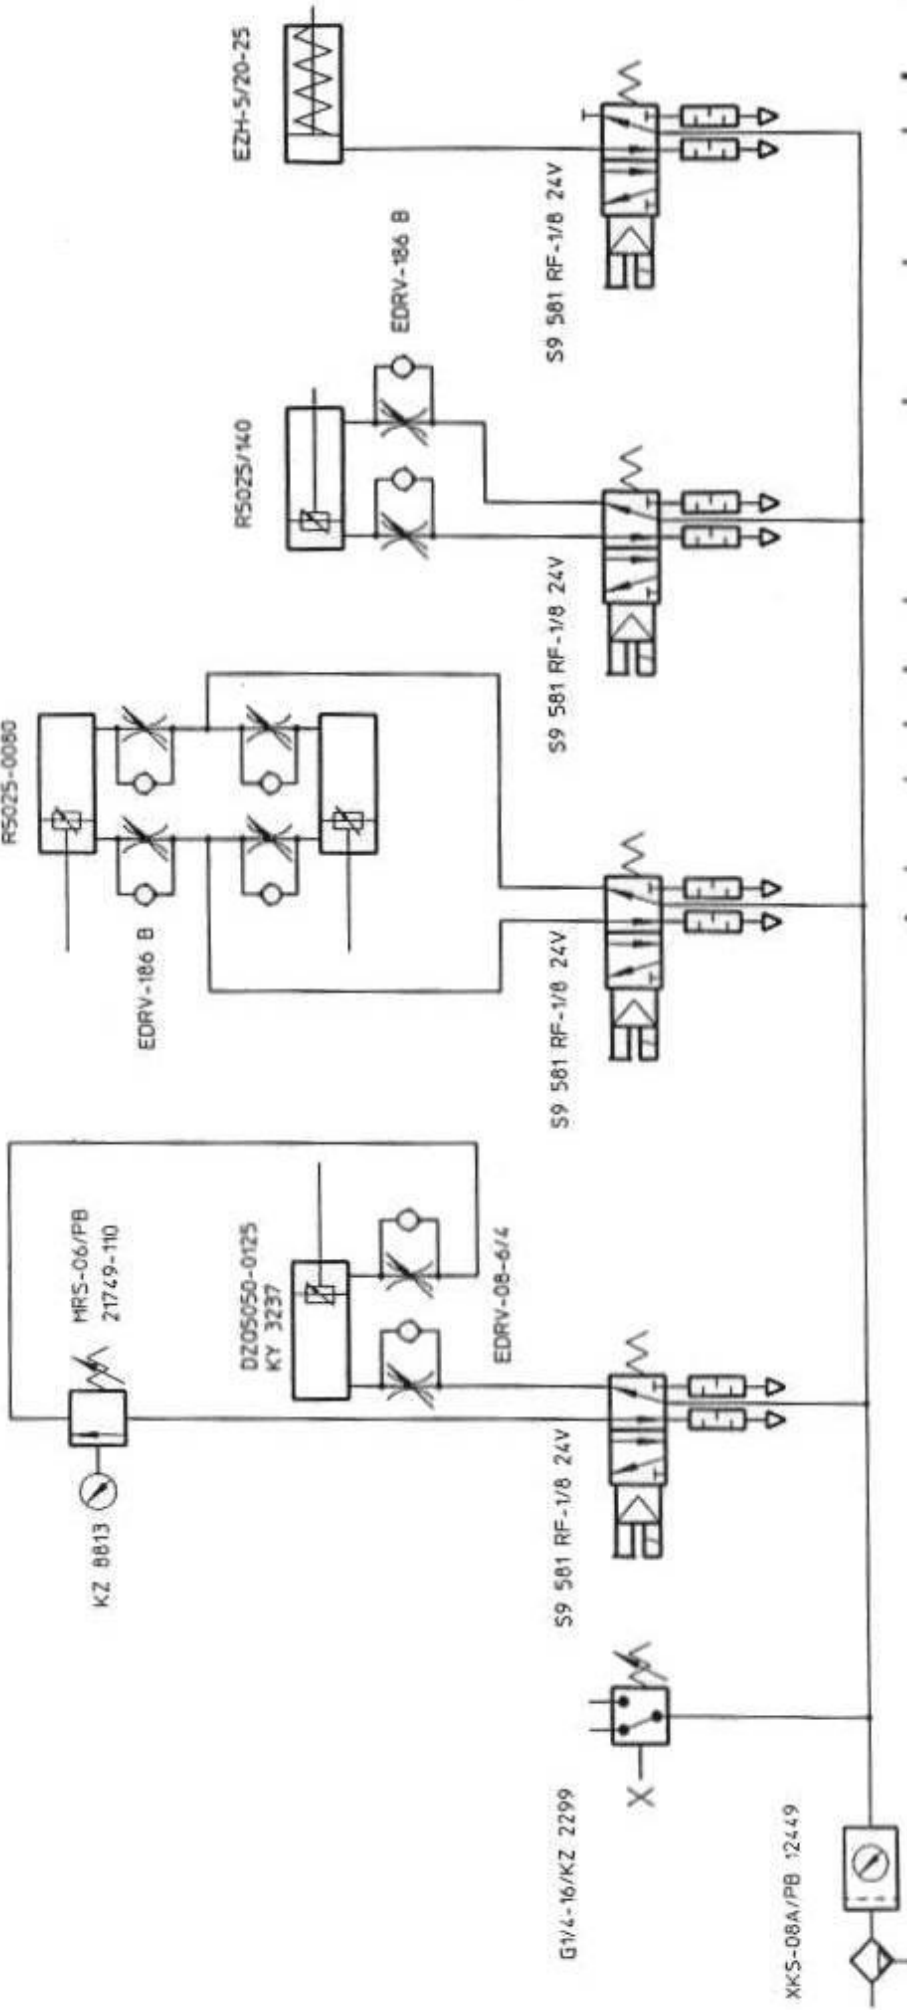 EZH-5/20-25
EDRV-186 B
S9 581 RF-1/8 24V
R5025/140
S9 581 RF-1/8 24V
R5025-0080
EDRV-186 B
S9 581 RF-1/8 24V
MRS-06/PB
21749-110
DZ05050-0125
KY 3237
EDRV-08-6/4
KZ 8813
S9 581 RF-1/8 24V
G1/4-16/KZ 2299
X
XKS-08A/PB 12449